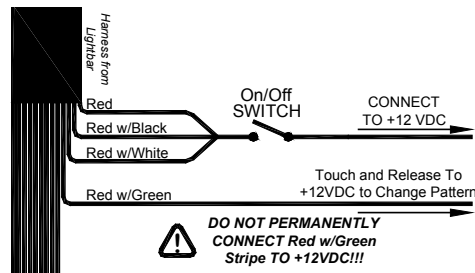 Harness from
Lightbar
Red
Red w/Black
Red w/White
Red w/Green
On/Off
SWITCH
CONNECT
TO +12 VDC
Touch and Release To
+12VDC to Change Pattern
DO NOT PERMANENTLY
CONNECT Red w/Green
Stripe TO +12VDC!!!